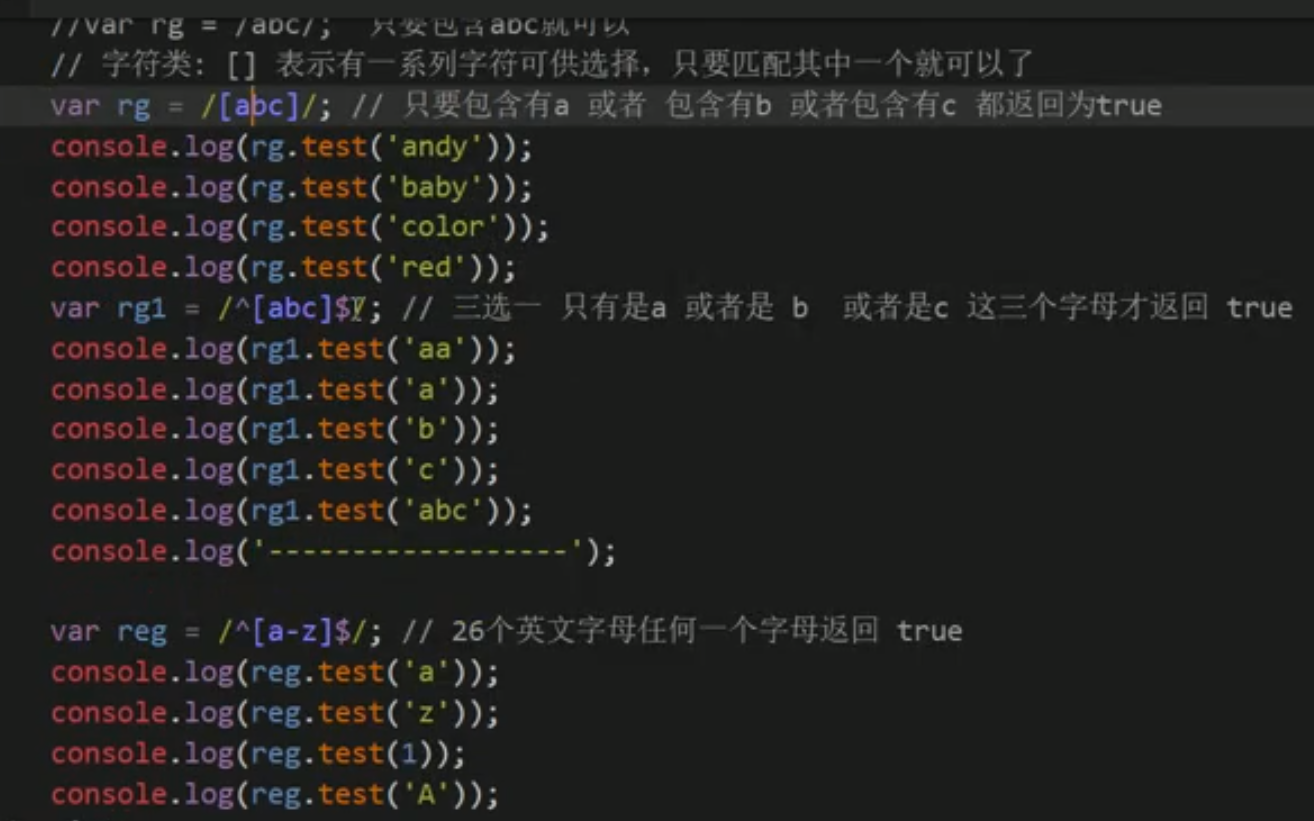 //var rg = /abc/;  只要包含abc就可以
// 字符类: [] 表示有一系列字符可供选择，只要匹配其中一个就可以了
var rg = /[abc]/; // 只要包含有a 或者 包含有b 或者包含有c 都返回为true
console.log(rg.test('andy'));
console.log(rg.test('baby'));
console.log(rg.test('color'));
console.log(rg.test('red'));
var rg1 = /^[abc]$/; // 三选一 只有是a 或者是 b  或者是c 这三个字母才返回 true
console.log(rg1.test('aa'));
console.log(rg1.test('a'));
console.log(rg1.test('b'));
console.log(rg1.test('c'));
console.log(rg1.test('abc'));
console.log('------------------');
var reg = /^[a-z]$/; // 26个英文字母任何一个字母返回 true
console.log(reg.test('a'));
console.log(reg.test('z'));
console.log(reg.test(1));
console.log(reg.test('A'));